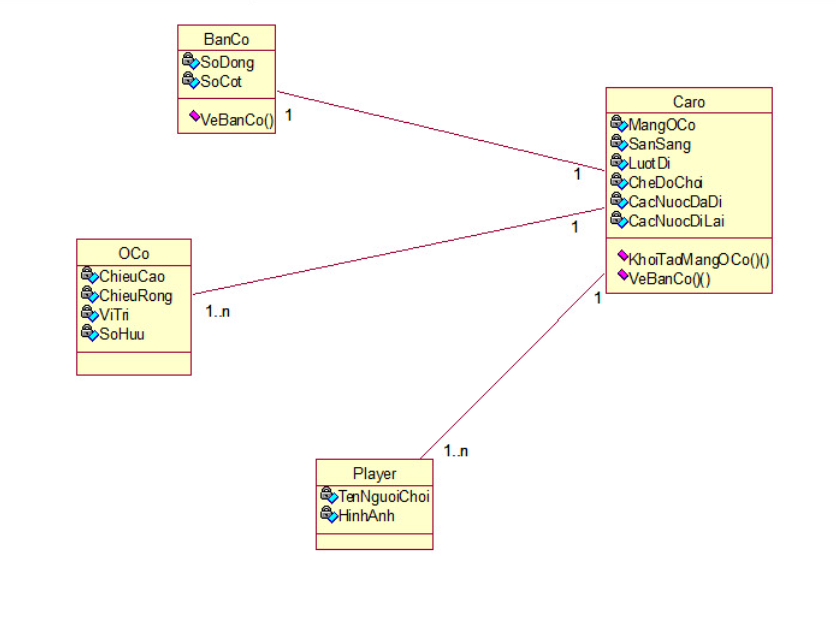 BanCo
SoDong
SoCot
VeBanCo()
1
1
Caro
MangOCo
SanSang
LuotDi
CheDoChoi
CacNuocDaDi
CacNuocDiLai
KhoiTaoMangOCo()()
VeBanCo()()
1
1
OCo
ChieuCao
ChieuRong
ViTri
SoHuu
1..n
1..n
Player
TenNguoiChoi
HinhAnh